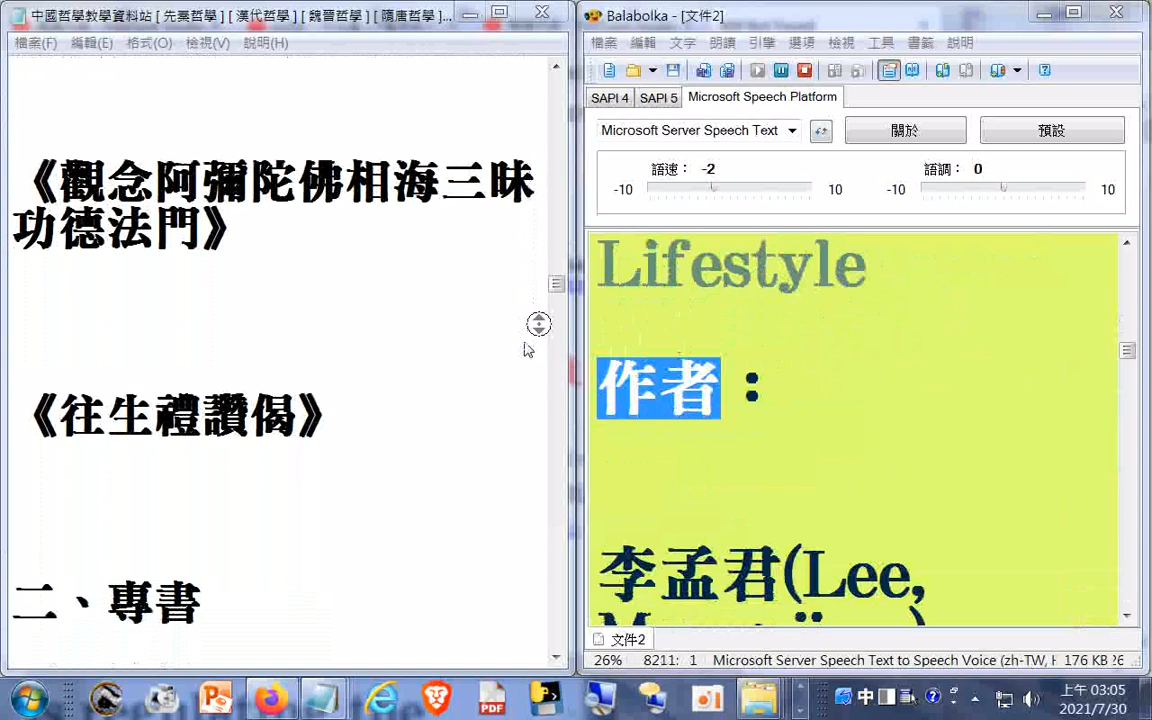 中國哲學教學資料站 [ 先秦哲學 ] [ 漢代哲學 ] [ 魏晉哲學 ] [ 隋唐哲學 ]...
檔案(F) 編輯(E) 格式(O) 檢視(V) 說明(H)
《觀念阿彌陀佛相海三昧
功德法門》
《往生禮讚偈》
二、專書
Balabolka - [文件2]
檔案 編輯 文字 朗讀 引擎 選項 檢視 工具 書籤 說明
SAPI 4 SAPI 5 Microsoft Speech Platform
Microsoft Server Speech Text 關於 預設
語速： -2 語調： 0
-10 10 -10 10
Lifestyle
作者：
李孟君(Lee,
文件2
26% 8211: 1 Microsoft Server Speech Text to Speech Voice (zh-TW, H 176 KB
中 上午 03:05
2021/7/30